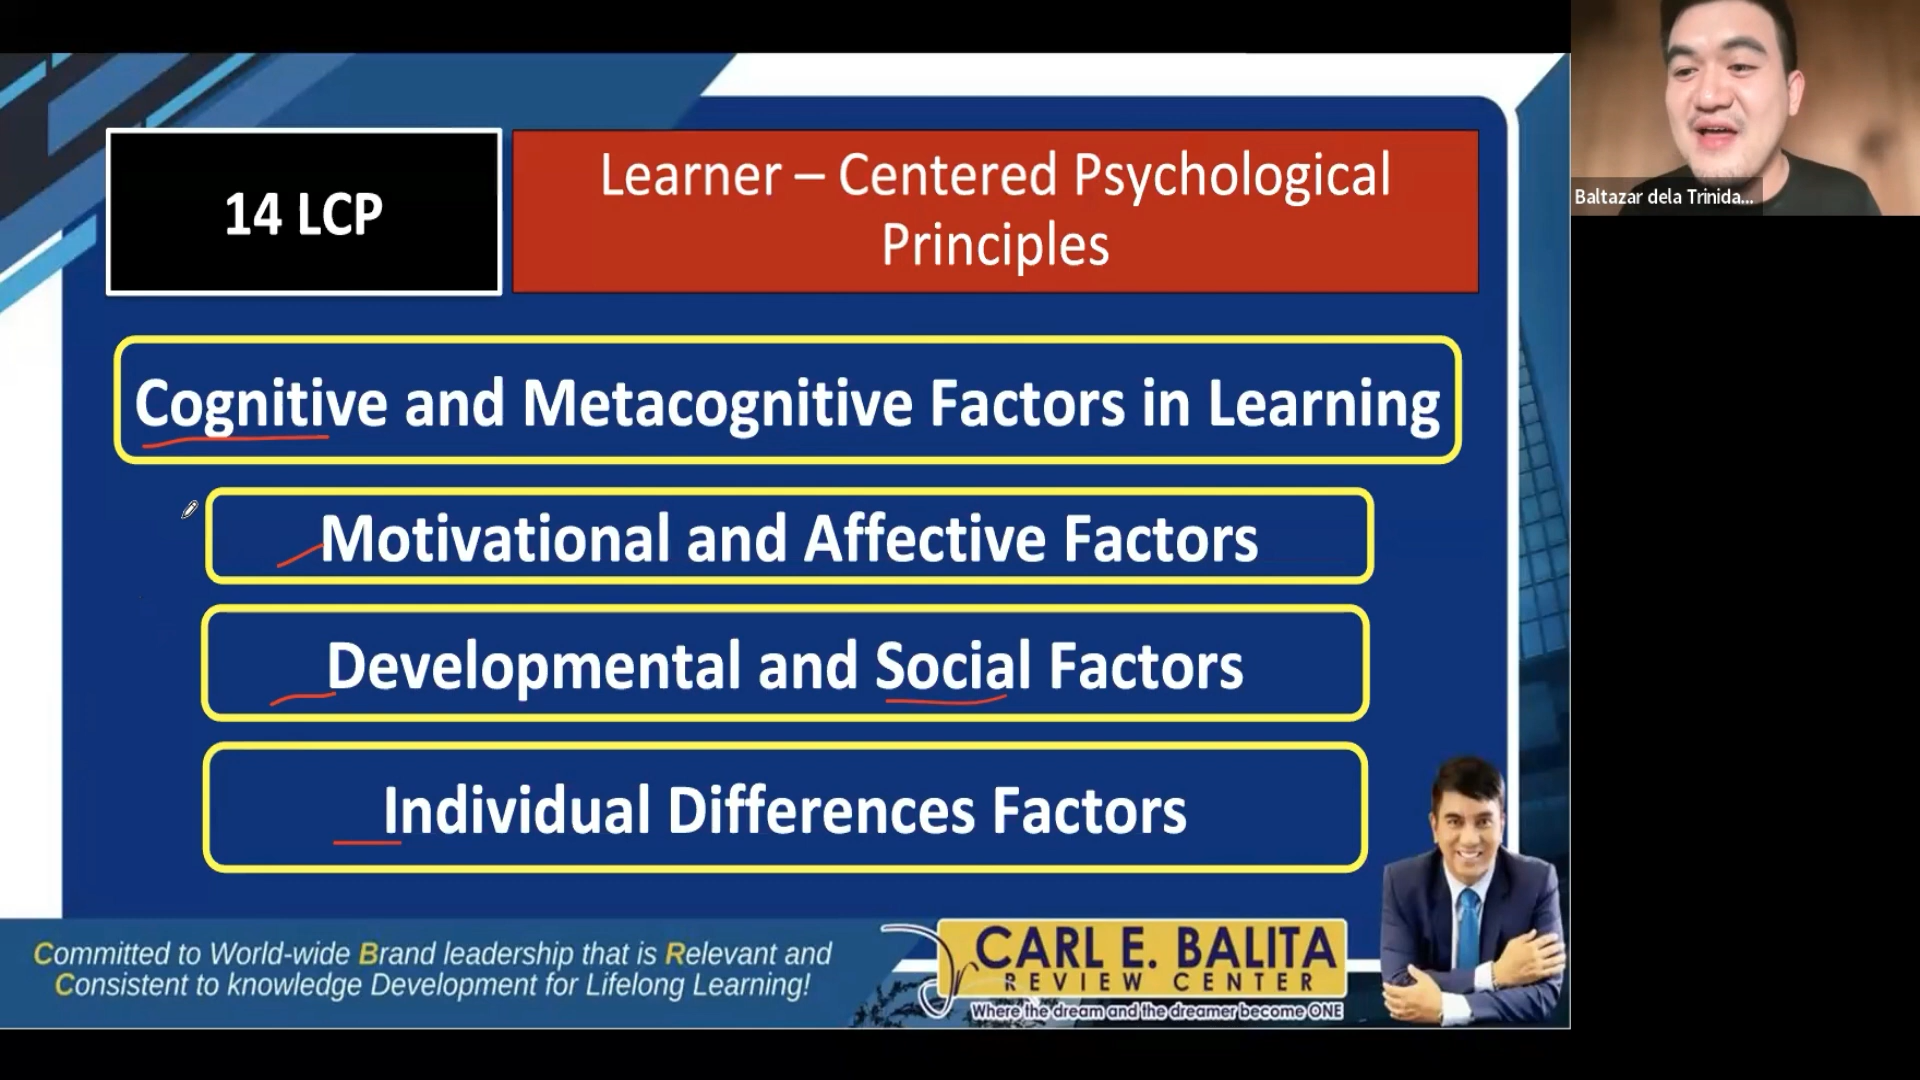 14 LCP
Learner – Centered Psychological
Principles
Baltazar dela Trinida...
Cognitive and Metacognitive Factors in Learning
Motivational and Affective Factors
Developmental and Social Factors
Individual Differences Factors
Committed to World-wide Brand leadership that is Relevant and
Consistent to knowledge Development for Lifelong Learning!
Dr CARL E. BALITA
REVIEW CENTER
Where the dream and the dreamer become ONE